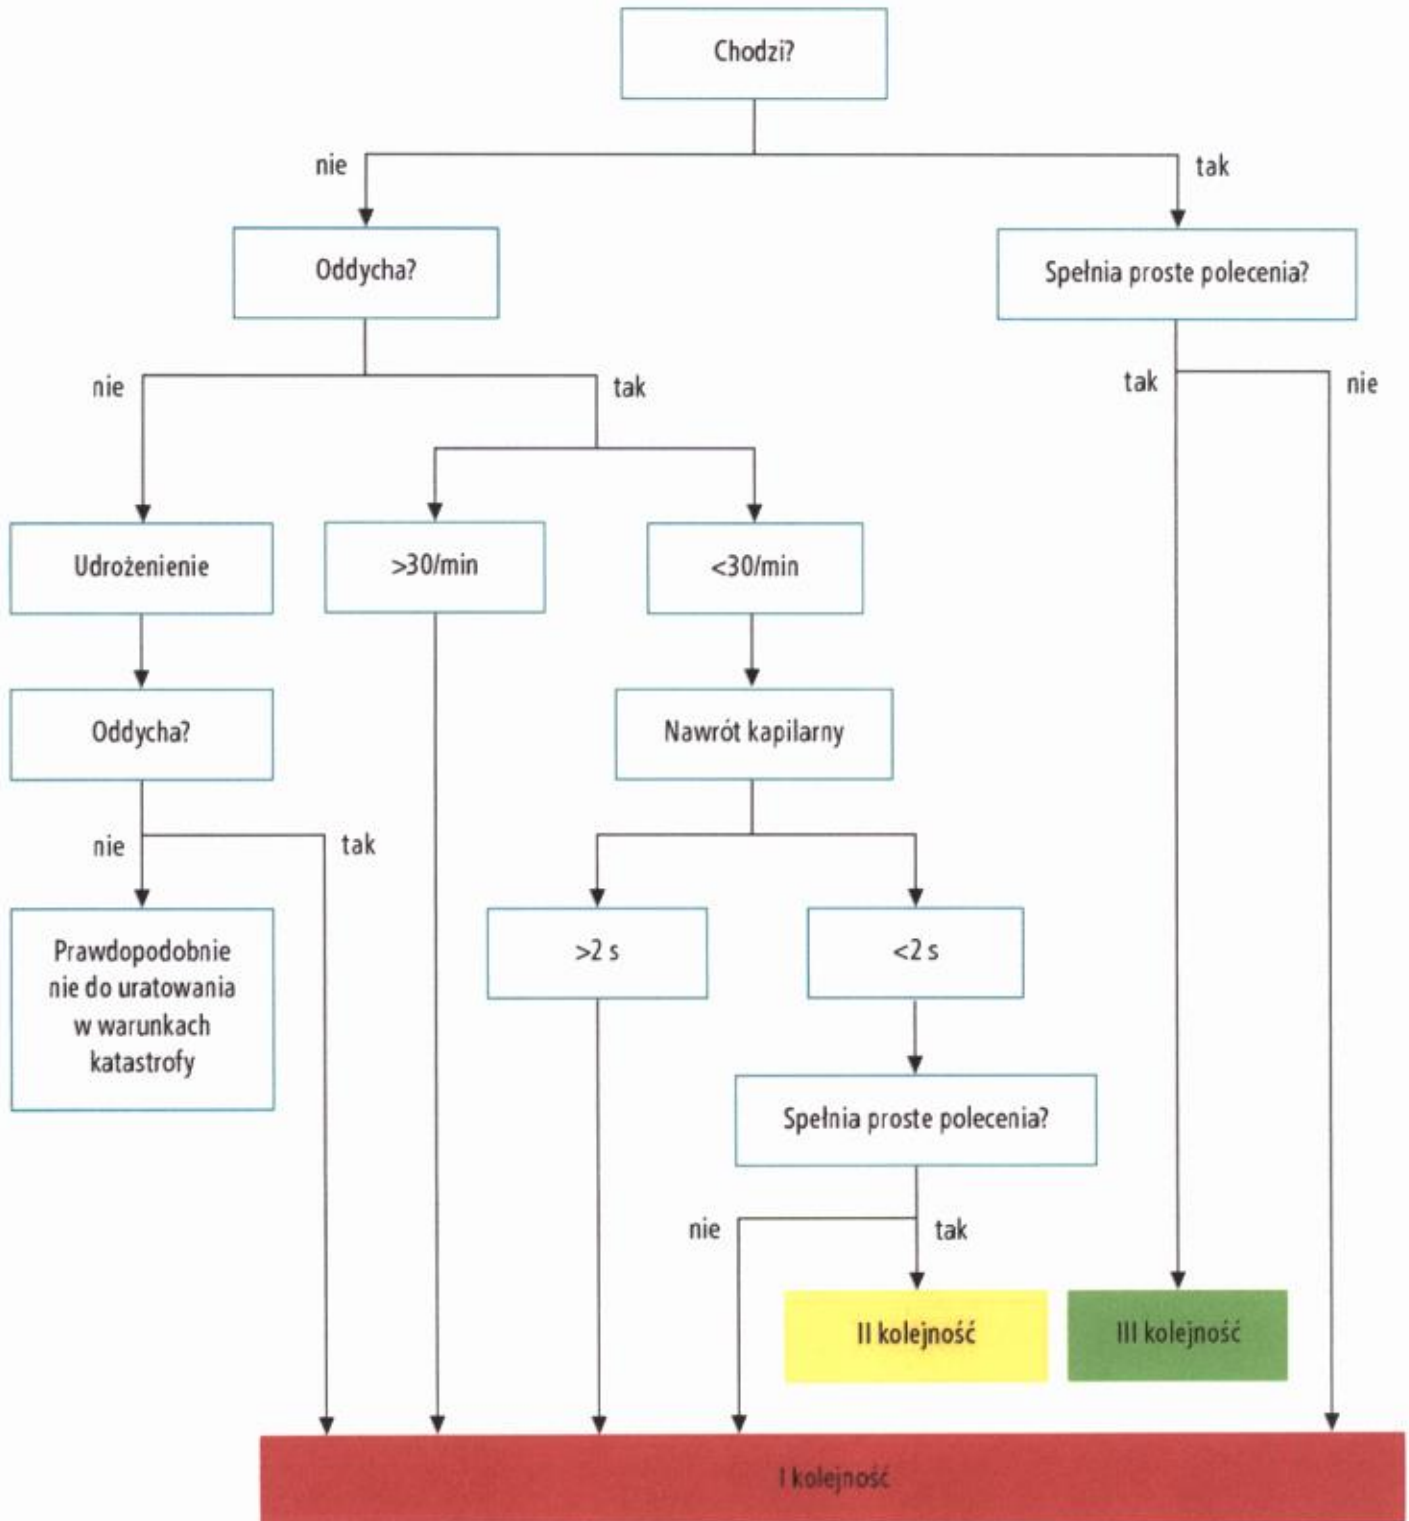 Chodzi?
nie
tak
Oddycha?
Spełnia proste polecenia?
nie
tak
tak
nie
Udrożenienie
>30/min
<30/min
Oddycha?
Nawrót kapilarny
nie
tak
Prawdopodobnie
nie do uratowania
w warunkach
katastrofy
>2 s
<2 s
Spełnia proste polecenia?
nie
tak
II kolejność
III kolejność
I kolejność